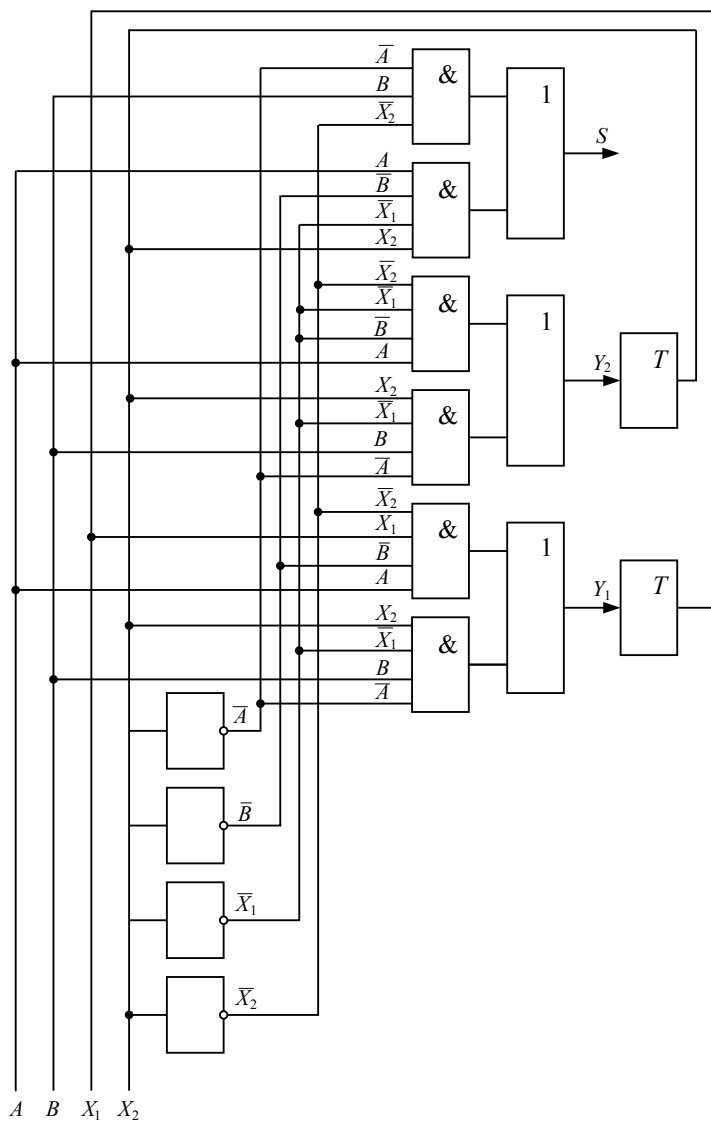 A̅
&
B
1
X̅₂
S
A
B̅
&
X̅₁
X₂
X̅₂
&
X̅₁
1
B̅
A
Y₂
T
X₂
X̅₁
&
B
A̅
X̅₂
&
X₁
1
B̅
A
Y₁
T
X₂
X̅₁
&
B
A̅
A̅
B̅
X̅₁
X̅₂
A B X₁ X₂